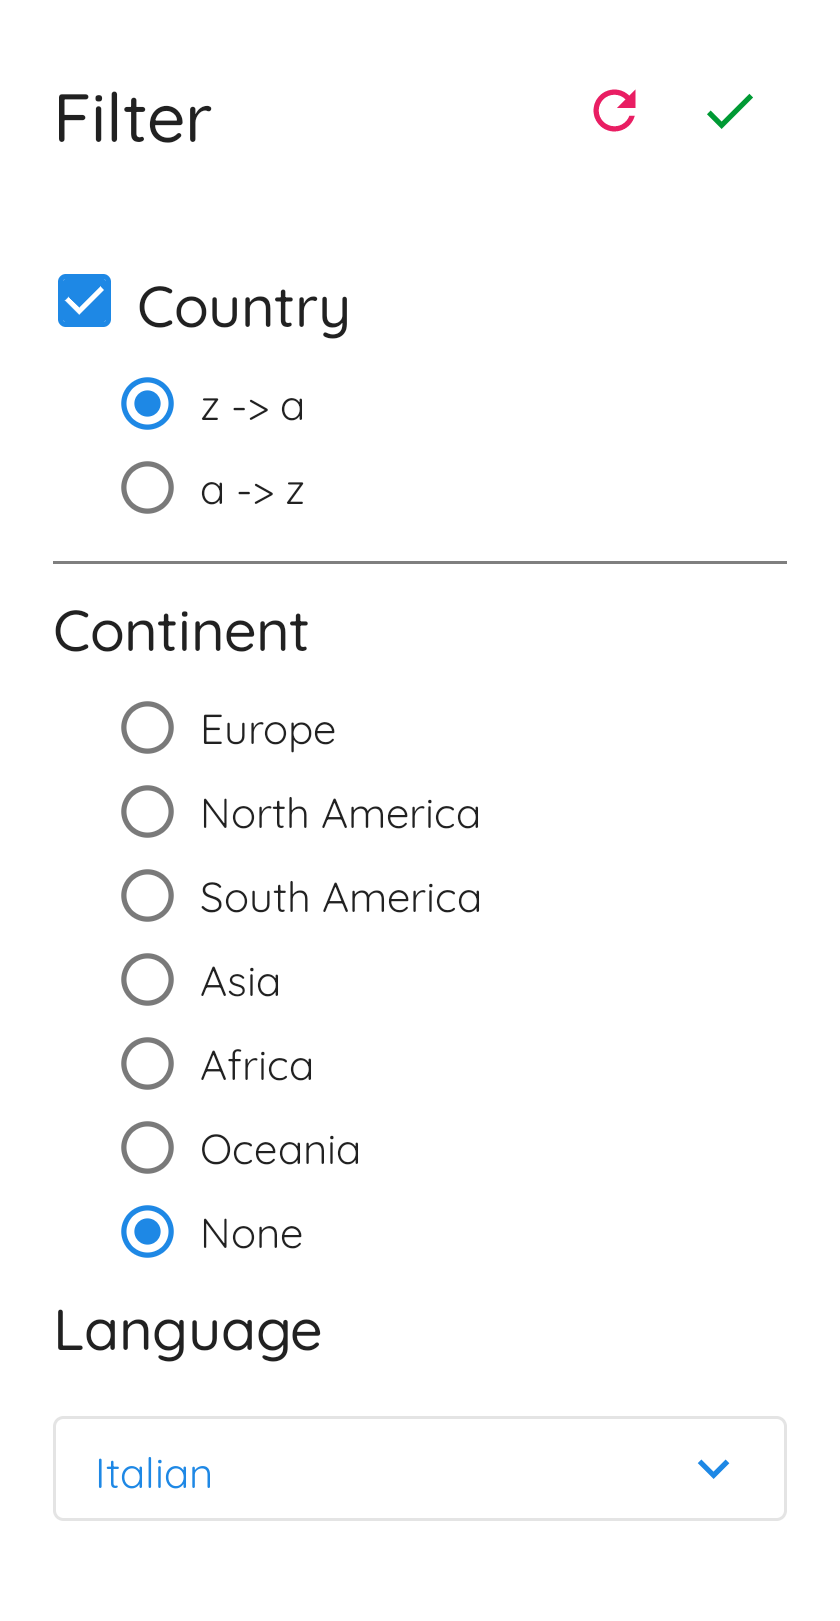 Filter
Country
z -> a
a -> z
Continent
Europe
North America
South America
Asia
Africa
Oceania
None
Language
Italian